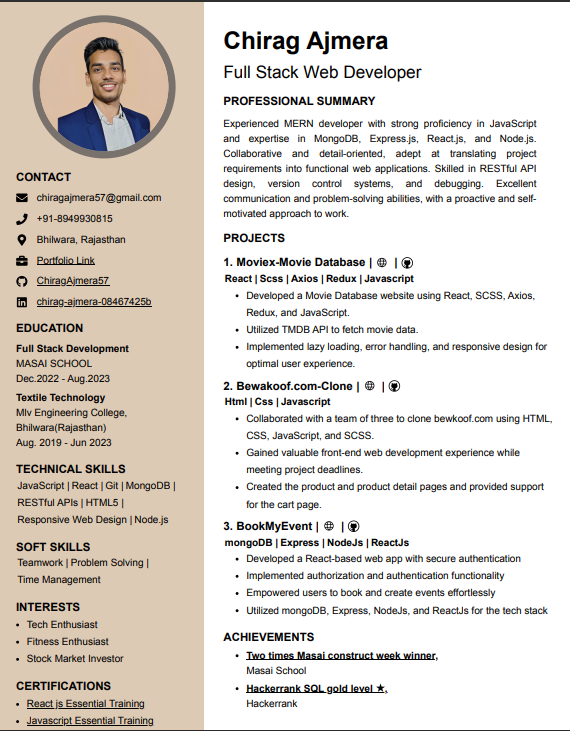 CONTACT
chiragajmera57@gmail.com
+91-8949930815
Bhilwara, Rajasthan
Portfolio Link
ChiragAjmera57
chirag-ajmera-08467425b
EDUCATION
Full Stack Development
MASAI SCHOOL
Dec.2022 - Aug.2023
Textile Technology
Mlv Engineering College,
Bhilwara(Rajasthan)
Aug. 2019 - Jun 2023
TECHNICAL SKILLS
JavaScript | React | Git | MongoDB |
RESTful APIs | HTML5 |
Responsive Web Design | Node.js
SOFT SKILLS
Teamwork | Problem Solving |
Time Management
INTERESTS
• Tech Enthusiast
• Fitness Enthusiast
• Stock Market Investor
CERTIFICATIONS
• React js Essential Training
• Javascript Essential Training
Chirag Ajmera
Full Stack Web Developer
PROFESSIONAL SUMMARY
Experienced MERN developer with strong proficiency in JavaScript
and expertise in MongoDB, Express.js, React.js, and Node.js.
Collaborative and detail-oriented, adept at translating project
requirements into functional web applications. Skilled in RESTful API
design, version control systems, and debugging. Excellent
communication and problem-solving abilities, with a proactive and self-
motivated approach to work.
PROJECTS
1. Moviex-Movie Database | |
React | Scss | Axios | Redux | Javascript
• Developed a Movie Database website using React, SCSS, Axios,
Redux, and JavaScript.
• Utilized TMDB API to fetch movie data.
• Implemented lazy loading, error handling, and responsive design for
optimal user experience.
2. Bewakoof.com-Clone | |
Html | Css | Javascript
• Collaborated with a team of three to clone bewkoof.com using HTML,
CSS, JavaScript, and SCSS.
• Gained valuable front-end web development experience while
meeting project deadlines.
• Created the product and product detail pages and provided support
for the cart page.
3. BookMyEvent | |
mongoDB | Express | NodeJs | ReactJs
• Developed a React-based web app with secure authentication
• Implemented authorization and authentication functionality
• Empowered users to book and create events effortlessly
• Utilized mongoDB, Express, NodeJs, and ReactJs for the tech stack
ACHIEVEMENTS
• Two times Masai construct week winner,
Masai School
• Hackerrank SQL gold level ★,
Hackerrank